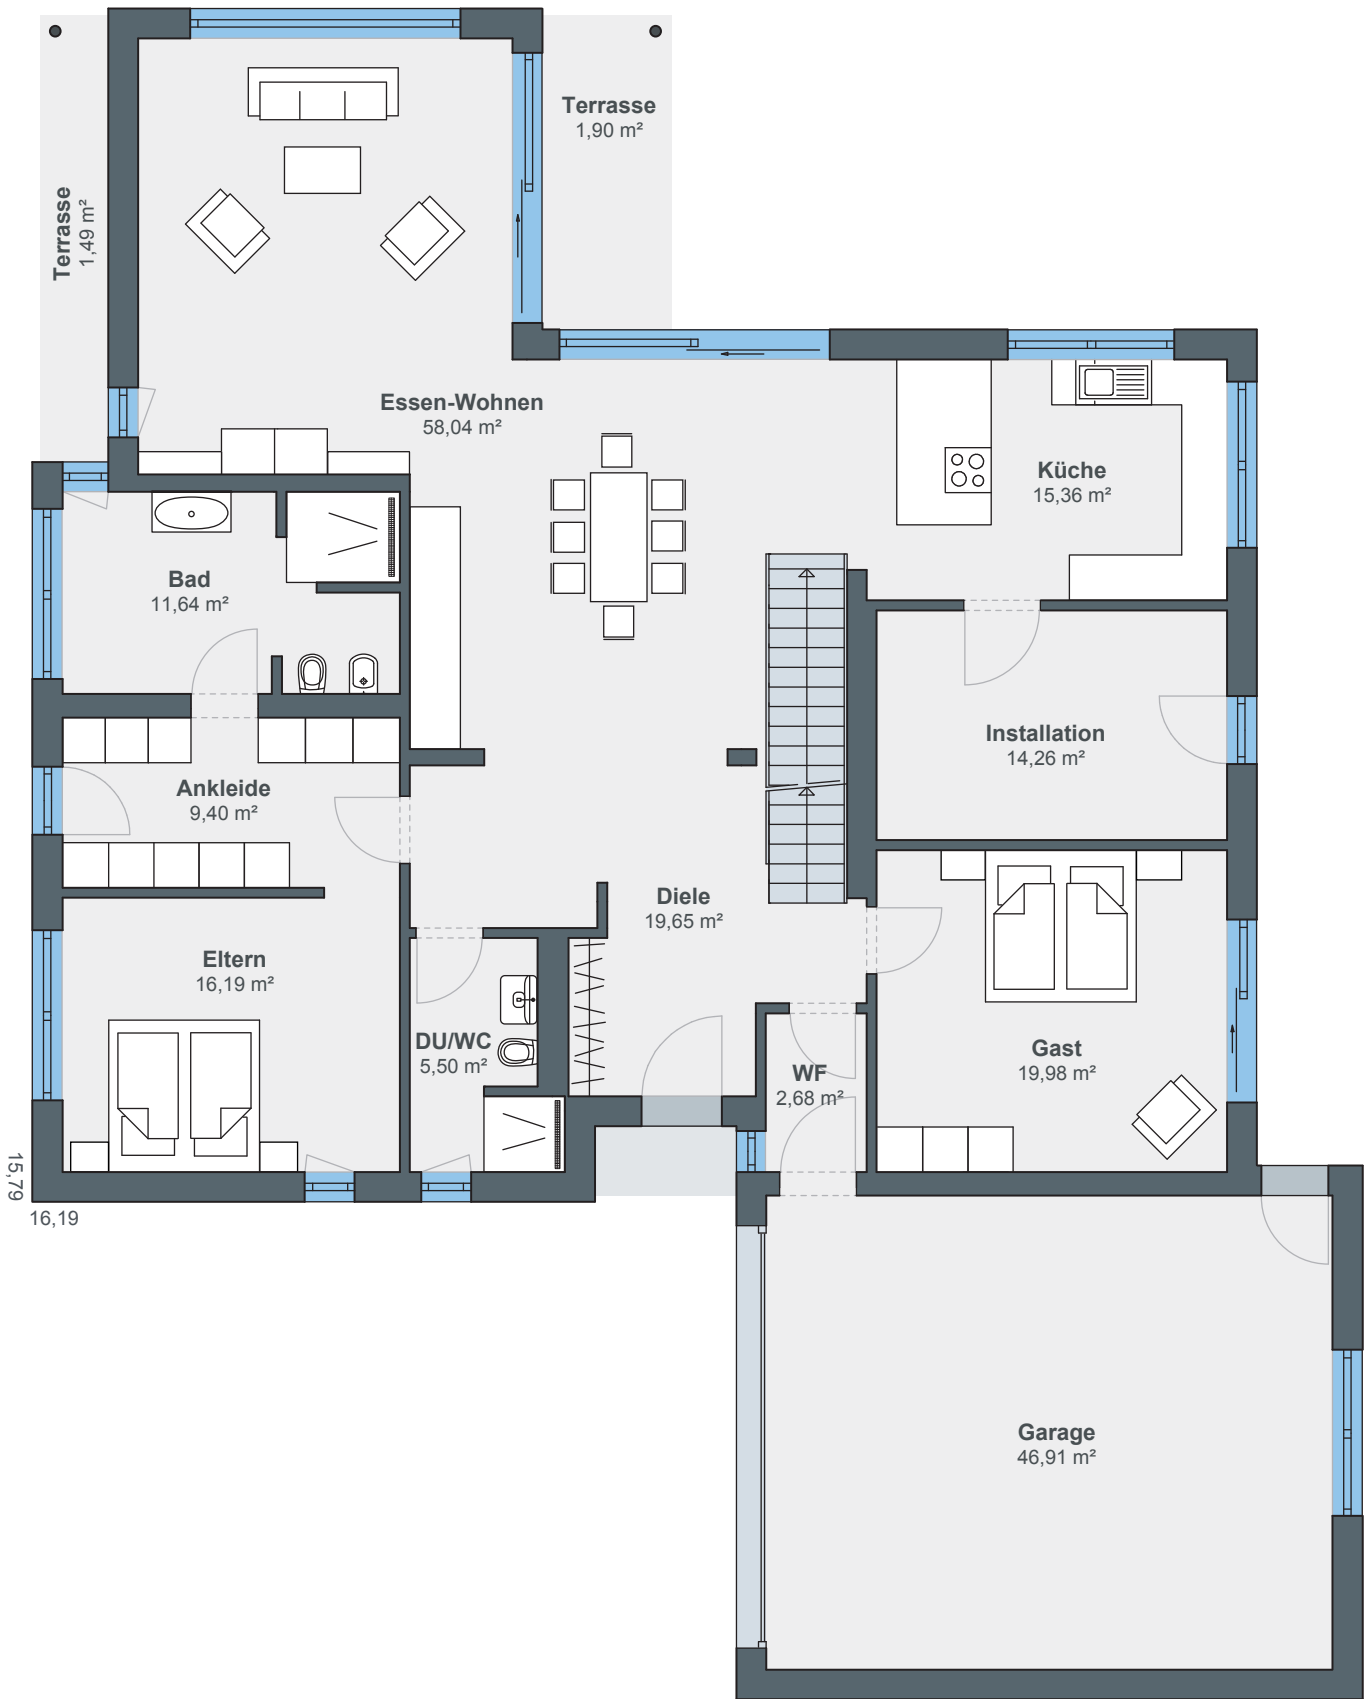 Terrasse
1,90 m²
Terrasse
1,49 m²
Essen-Wohnen
58,04 m²
Küche
15,36 m²
Bad
11,64 m²
Installation
14,26 m²
Ankleide
9,40 m²
Diele
19,65 m²
Eltern
16,19 m²
DU/WC
5,50 m²
WF
2,68 m²
Gast
19,98 m²
15,79
16,19
Garage
46,91 m²